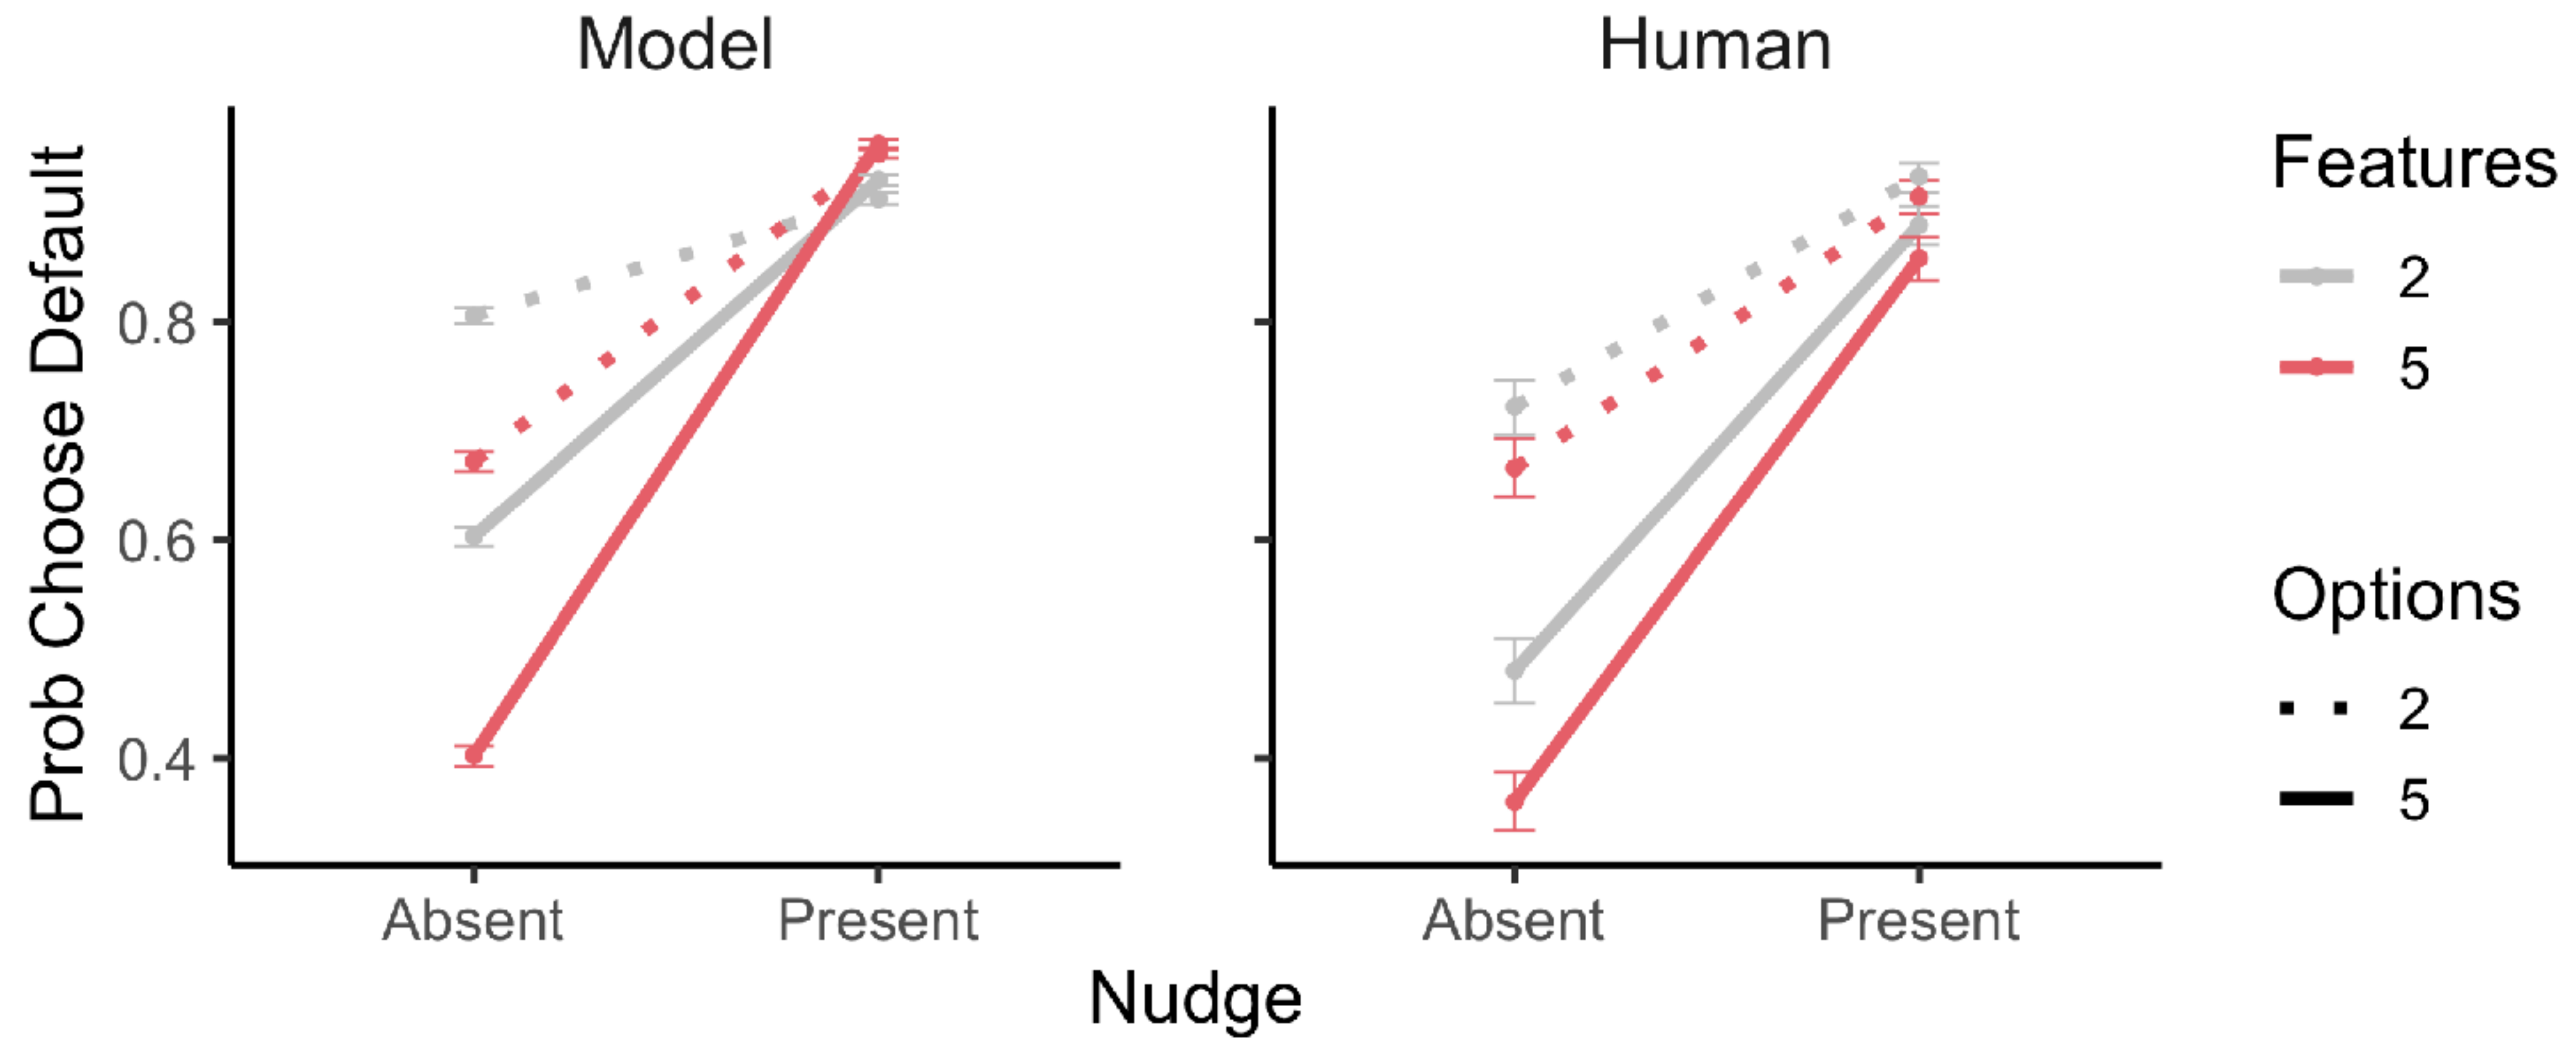 Model
Human
Prob Choose Default
0.8
0.6
0.4
Absent
Present
Absent
Present
Nudge
Features
2
5
Options
2
5